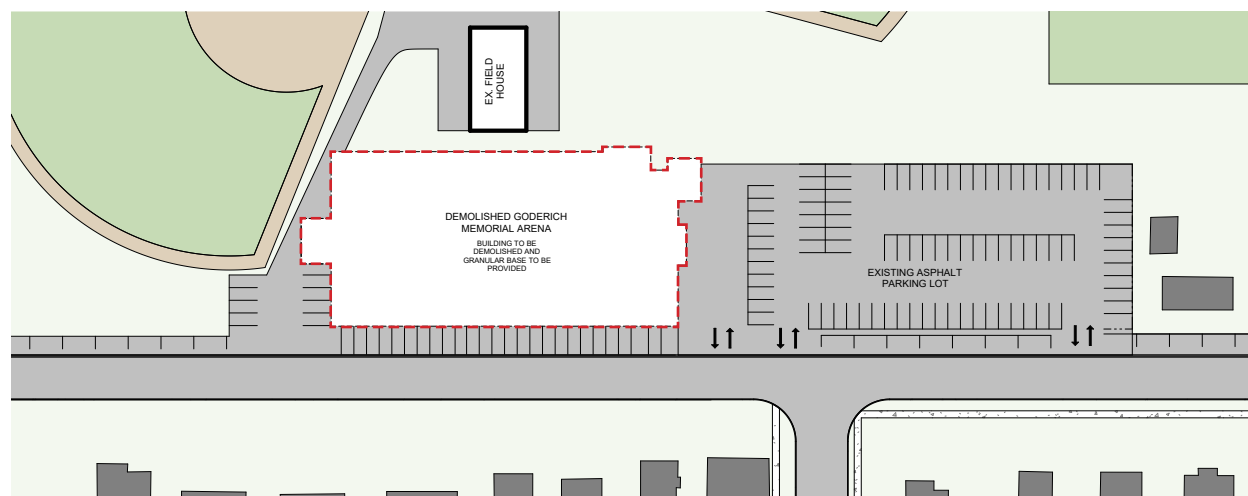 EX. FIELD
HOUSE
DEMOLISHED GODERICH
MEMORIAL ARENA
BUILDING TO BE
DEMOLISHED AND
GRANULAR BASE TO BE
PROVIDED
EXISTING ASPHALT
PARKING LOT